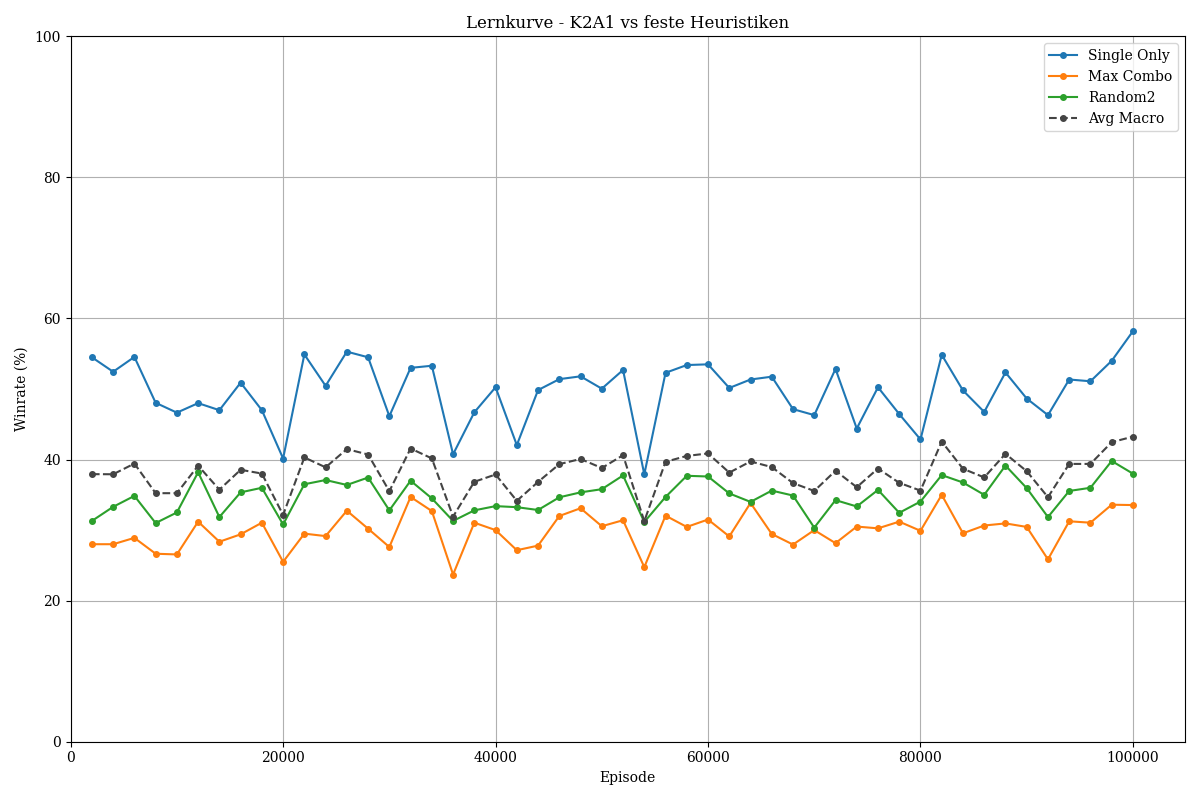 Lernkurve - K2A1 vs feste Heuristiken
100
80
60
40
20
0
Winrate (%)
Single Only
Max Combo
Random2
Avg Macro
0 20000 40000 60000 80000 100000
Episode